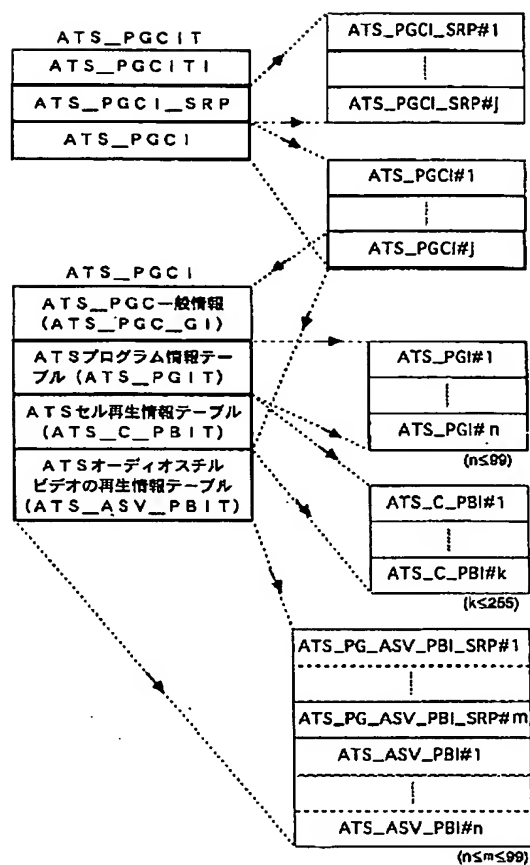 ATS_PGCIT
ATS_PGCITI
ATS_PGCI_SRP
ATS_PGCI
ATS_PGCI_SRP#1
ATS_PGCI_SRP#j
ATS_PGCI#1
ATS_PGCI#j
ATS_PGCI
ATS_PGC一般情報
(ATS_PGC_GI)
ATSプログラム情報テー
ブル(ATS_PGIT)
ATSセル再生情報テーブル
(ATS_C_PBIT)
ATSオーディオスチル
ビデオの再生情報テーブル
(ATS_ASV_PBIT)
ATS_PGI#1
ATS_PGI#n
(n≤99)
ATS_C_PBI#1
ATS_C_PBI#k
(k≤255)
ATS_PG_ASV_PBI_SRP#1
ATS_PG_ASV_PBI_SRP#m
ATS_ASV_PBI#1
ATS_ASV_PBI#n
(n≤m≤99)